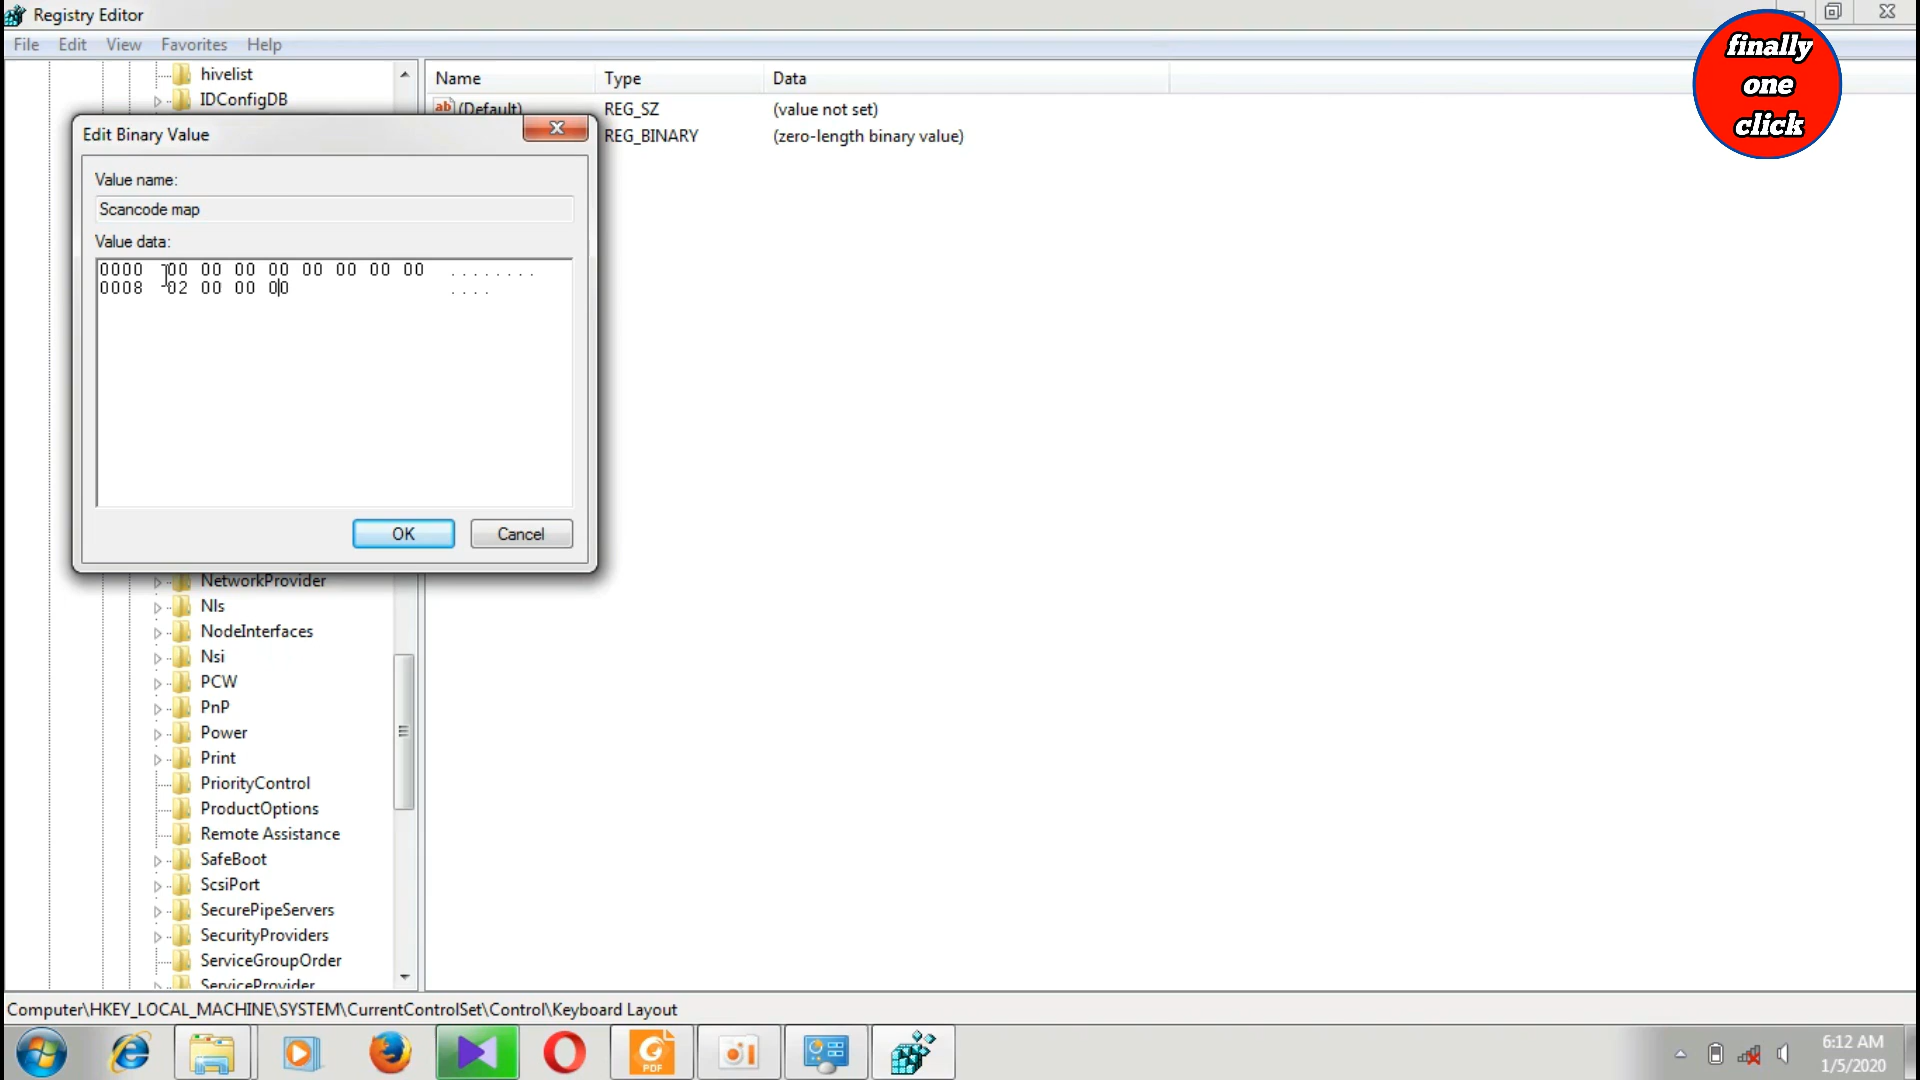 Registry Editor
File Edit View Favorites Help
finally
one
click
hivelist
IDConfigDB
Name Type Data
(Default) REG_SZ (value not set)
REG_BINARY (zero-length binary value)
Edit Binary Value
Value name:
Scancode map
Value data:
0000 00 00 00 00 00 00 00 00 ........
0008 02 00 00 00 ....
OK Cancel
NetworkProvider
Nls
NodeInterfaces
Nsi
PCW
PnP
Power
Print
PriorityControl
ProductOptions
Remote Assistance
SafeBoot
ScsiPort
SecurePipeServers
SecurityProviders
ServiceGroupOrder
ServiceProvider
Computer\HKEY_LOCAL_MACHINE\SYSTEM\CurrentControlSet\Control\Keyboard Layout
PDF
6:12 AM
1/5/2020